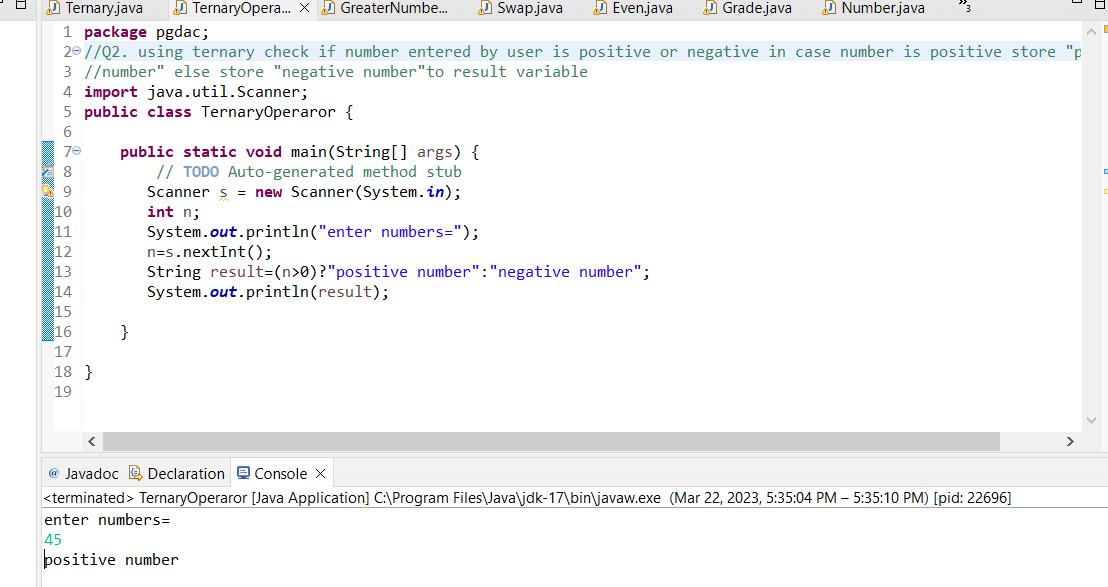 Ternary.java TernaryOpera... GreaterNumbe... Swap.java Even.java Grade.java Number.java »3
1 package pgdac;
2 //Q2. using ternary check if number entered by user is positive or negative in case number is positive store "p
3 //number" else store "negative number"to result variable
4 import java.util.Scanner;
5 public class TernaryOperaror {
6
7 public static void main(String[] args) {
8 // TODO Auto-generated method stub
9 Scanner s = new Scanner(System.in);
10 int n;
11 System.out.println("enter numbers=");
12 n=s.nextInt();
13 String result=(n>0)?"positive number":"negative number";
14 System.out.println(result);
15
16 }
17
18 }
19
@ Javadoc Declaration Console
<terminated> TernaryOperaror [Java Application] C:\Program Files\Java\jdk-17\bin\javaw.exe (Mar 22, 2023, 5:35:04 PM – 5:35:10 PM) [pid: 22696]
enter numbers=
45
positive number